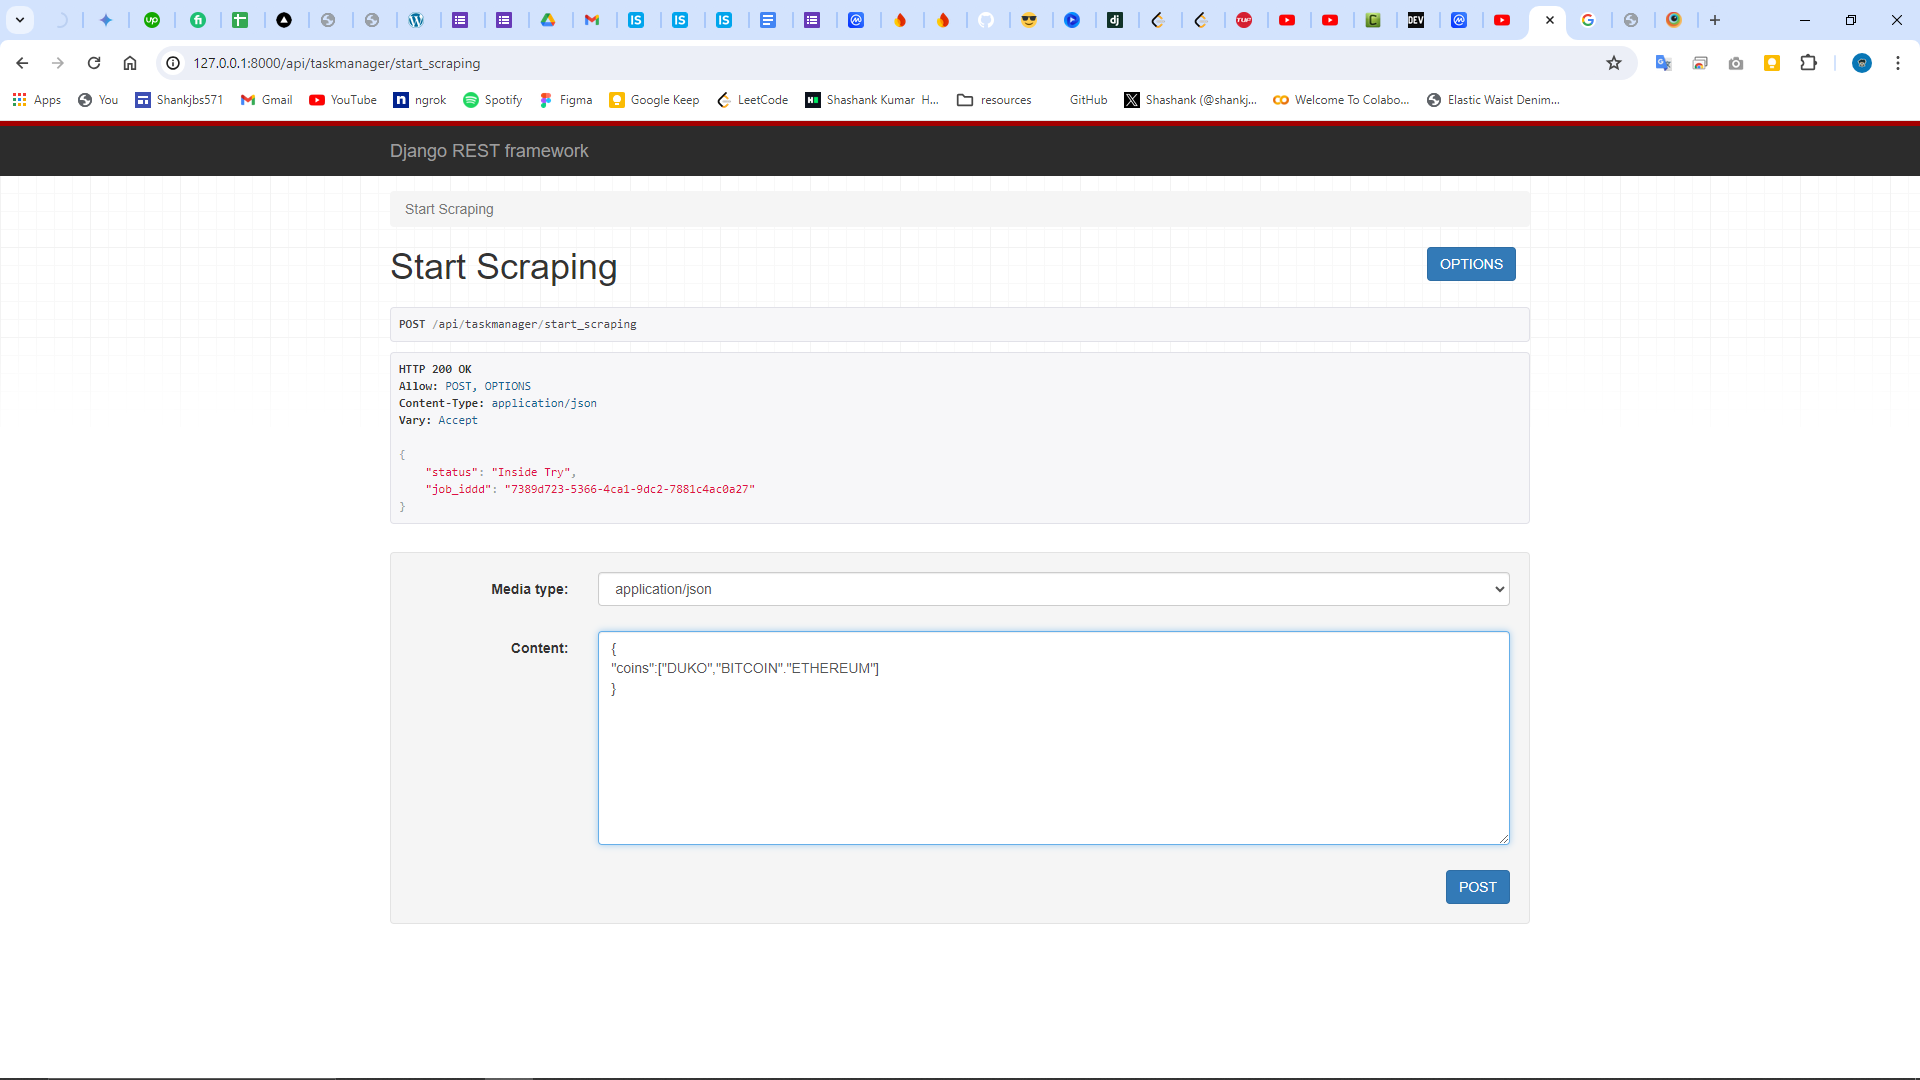 127.0.0.1:8000/api/taskmanager/start_scraping
Apps You Shankjbs571 Gmail YouTube ngrok Spotify Figma Google Keep LeetCode Shashank Kumar H... resources GitHub Shashank (@shankj... Welcome To Colabo... Elastic Waist Denim...
Django REST framework
Start Scraping
Start Scraping
OPTIONS
POST /api/taskmanager/start_scraping
HTTP 200 OK
Allow: POST, OPTIONS
Content-Type: application/json
Vary: Accept
{
"status": "Inside Try",
"job_iddd": "7389d723-5366-4ca1-9dc2-7881c4ac0a27"
}
Media type: application/json
Content:
{
"coins":["DUKO","BITCOIN"."ETHEREUM"]
}
POST